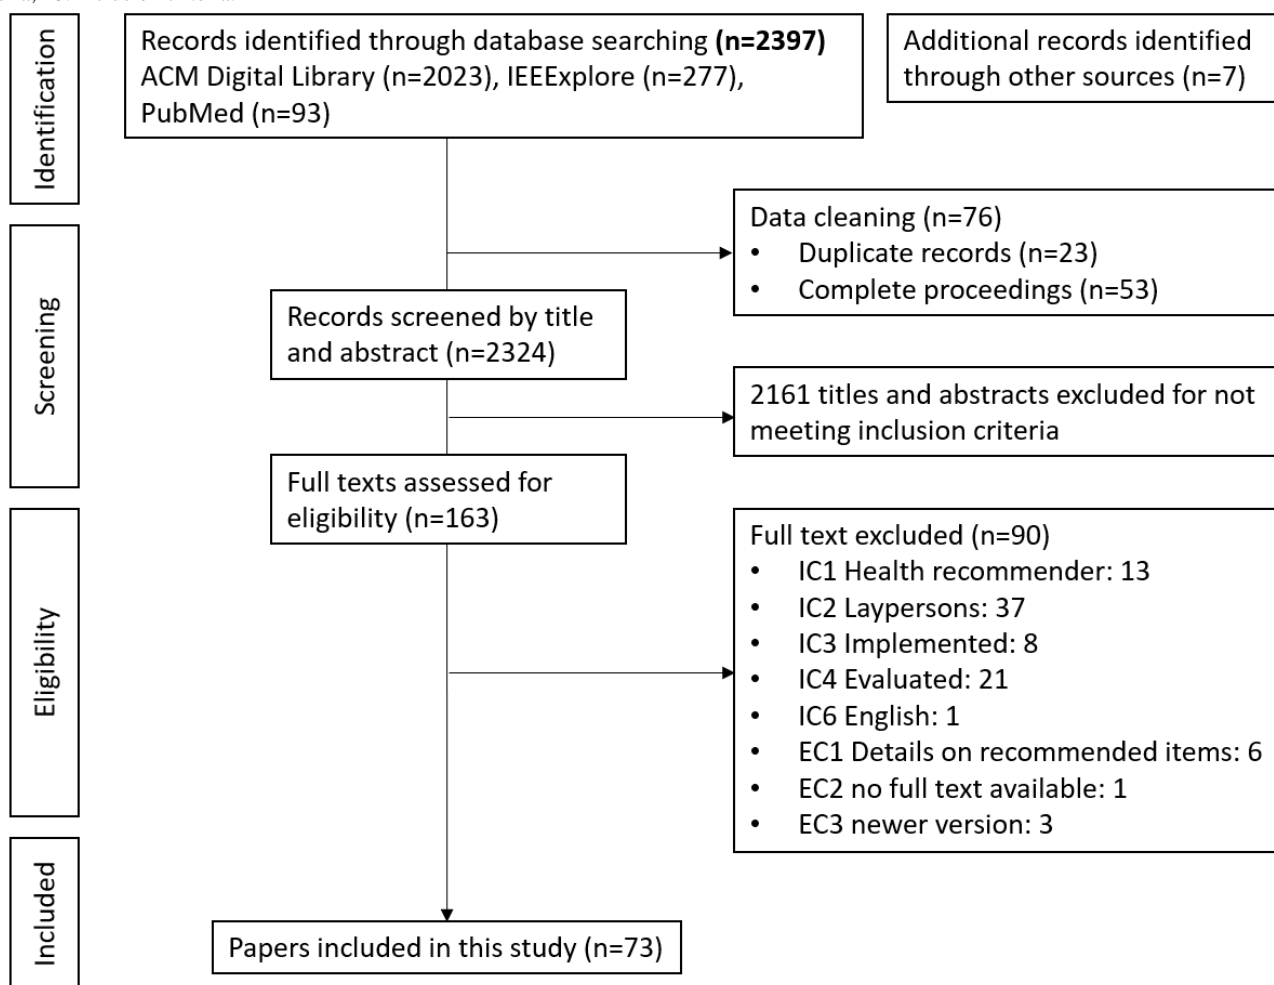 Identification
Records identified through database searching (n=2397)
ACM Digital Library (n=2023), IEEExplore (n=277),
PubMed (n=93)
Additional records identified
through other sources (n=7)
Screening
Data cleaning (n=76)
• Duplicate records (n=23)
• Complete proceedings (n=53)
Records screened by title
and abstract (n=2324)
2161 titles and abstracts excluded for not
meeting inclusion criteria
Full texts assessed for
eligibility (n=163)
Eligibility
Full text excluded (n=90)
• IC1 Health recommender: 13
• IC2 Laypersons: 37
• IC3 Implemented: 8
• IC4 Evaluated: 21
• IC6 English: 1
• EC1 Details on recommended items: 6
• EC2 no full text available: 1
• EC3 newer version: 3
Included
Papers included in this study (n=73)